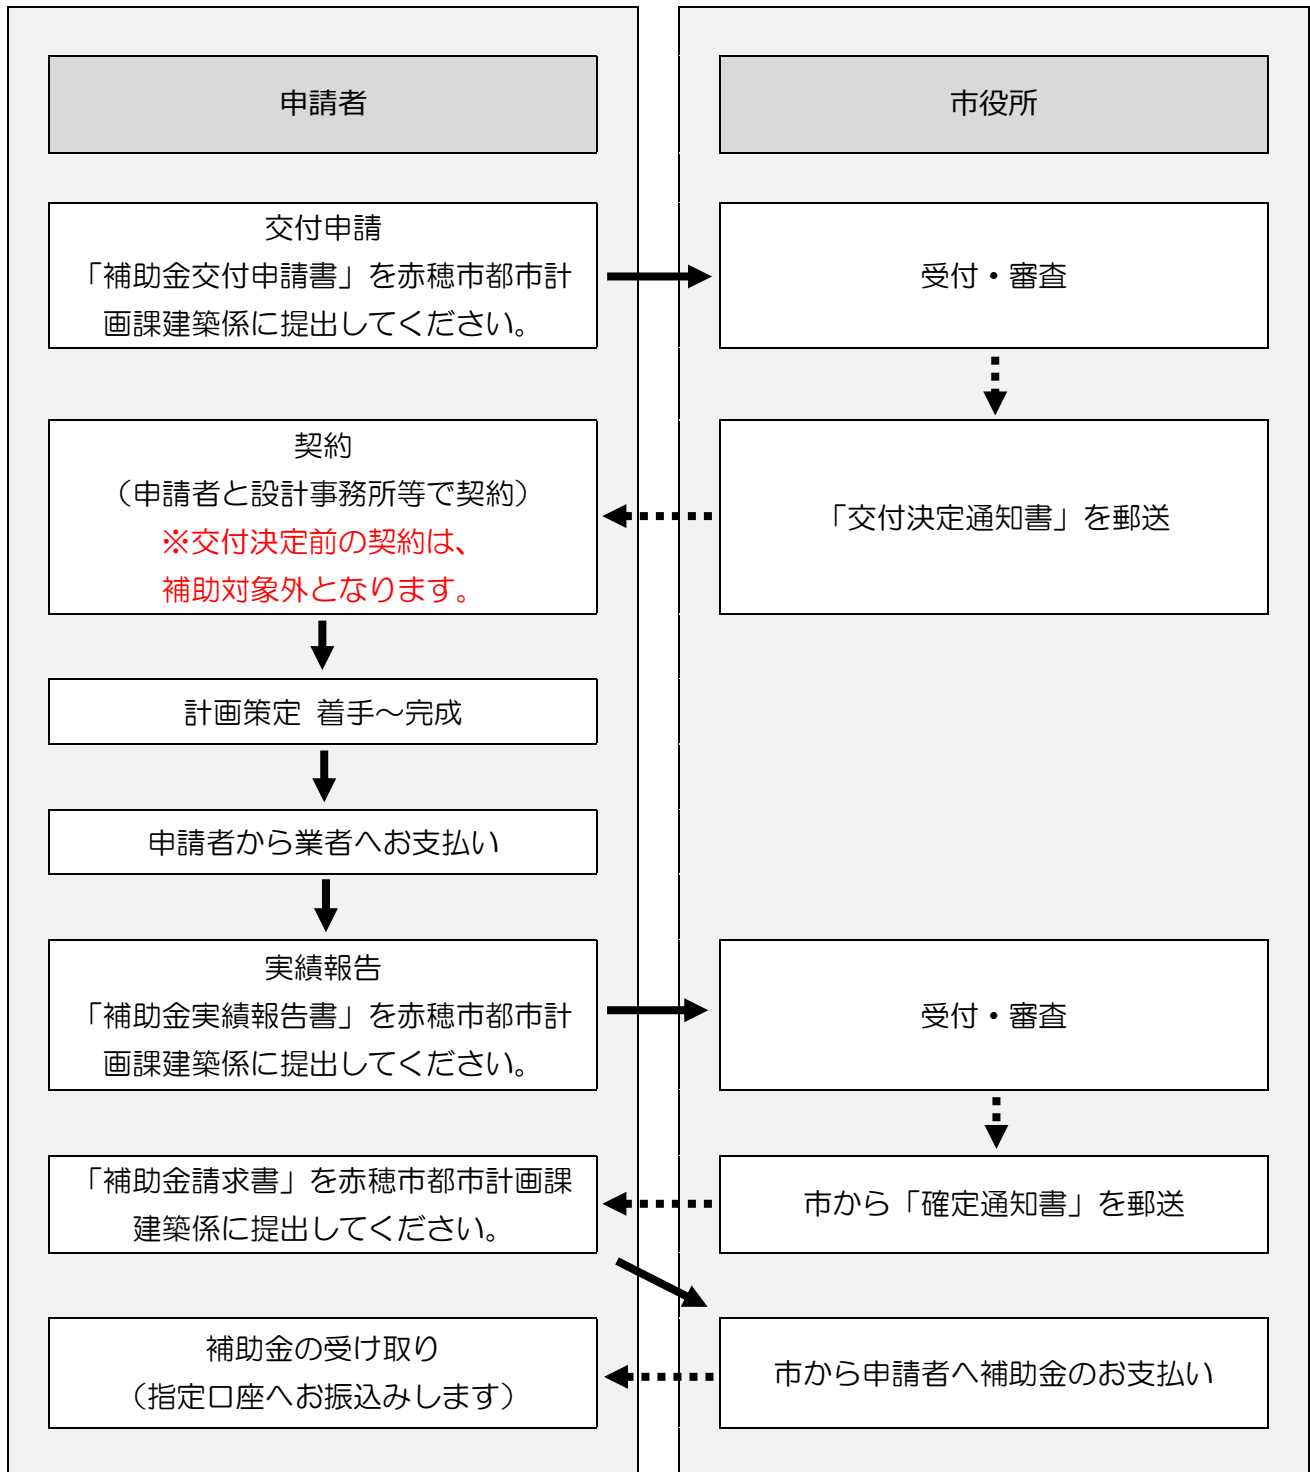 申請者
市役所
交付申請
「補助金交付申請書」を赤穂市都市計
画課建築係に提出してください。
受付・審査
契約
（申請者と設計事務所等で契約）
※交付決定前の契約は、
補助対象外となります。
「交付決定通知書」を郵送
計画策定 着手～完成
申請者から業者へお支払い
実績報告
「補助金実績報告書」を赤穂市都市計
画課建築係に提出してください。
受付・審査
「補助金請求書」を赤穂市都市計画課
建築係に提出してください。
市から「確定通知書」を郵送
補助金の受け取り
（指定口座へお振込みします）
市から申請者へ補助金のお支払い